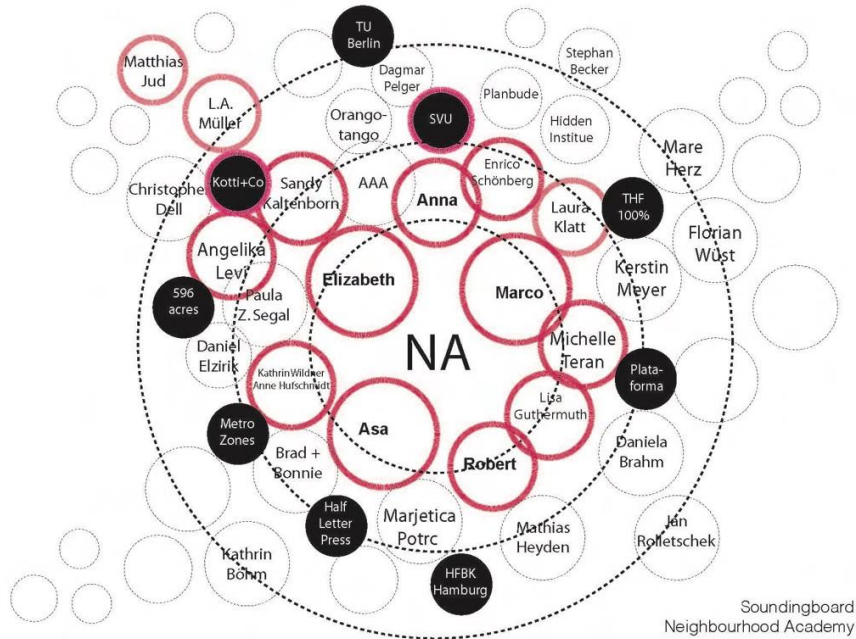 TU
Berlin
Matthias
Jud
Stephan
Becker
Dagmar
Pelger
L.A.
Müller
Planbude
Orango-
tango
SVU
Hidden
Institue
Mare
Herz
Christophe
Dell
Kotti+Co
Sandy
Kaltenborn
AAA
Anna
Enrico
Schönberg
Laura
Klatt
THF
100%
Florian
Wüst
Angelika
Levi
Elizabeth
Marco
Kerstin
Meyer
596
acres
Paula
Z. Segal
Daniel
Elzirik
NA
Michelle
Teran
Plata-
forma
Kathrin Wildner
Anne Hufschmidt
Lisa
Guthermuth
Metro
Zones
Asa
Brad +
Bonnie
Robert
Daniela
Brahm
Half
Letter
Press
Marjetica
Potrc
Mathias
Heyden
Jan
Rolletschek
Kathrin
Böhm
HFBK
Hamburg
Soundingboard
Neighbourhood Academy